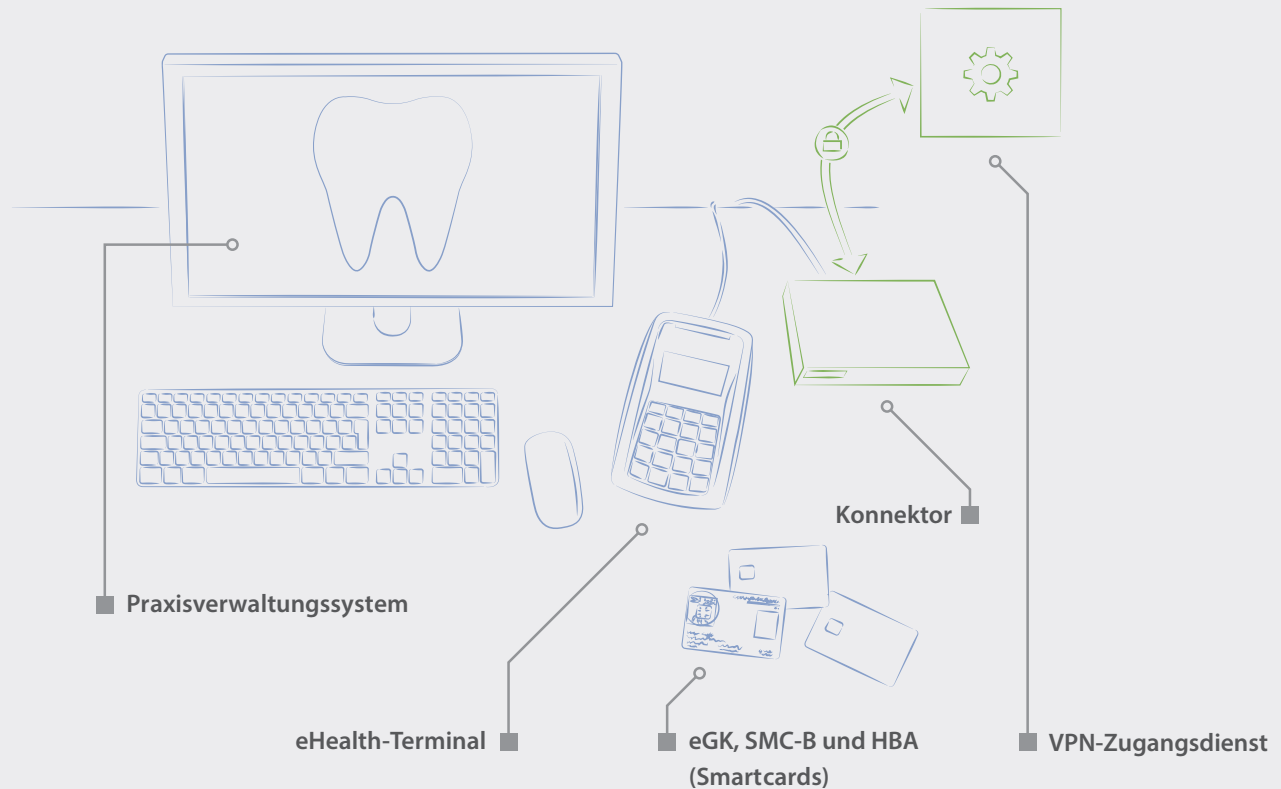 Konnektor
Praxisverwaltungssystem
eHealth-Terminal
eGK, SMC-B und HBA
(Smartcards)
VPN-Zugangsdienst